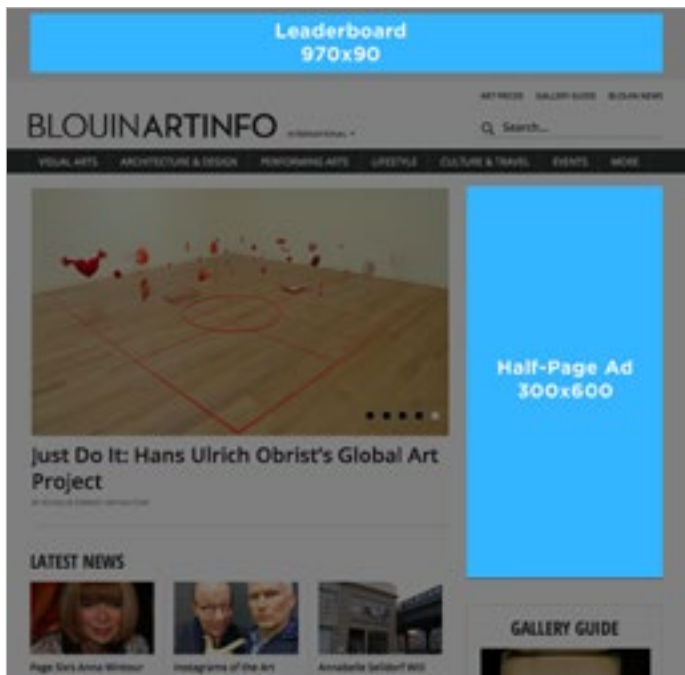 Leaderboard
970x90
ART PRICES GALLERY GUIDE BLOUIN NEWS
BLOUINARTINFO INTERNATIONAL
Search...
VISUAL ARTS ARCHITECTURE & DESIGN PERFORMING ARTS LIFESTYLE CULTURE & TRAVEL EVENTS MORE
Half-Page Ad
300x600
Just Do It: Hans Ulrich Obrist's Global Art
Project
LATEST NEWS
Page Six's Anna Wintour
Instagrams of the Art
Annabelle Selldorf Will
GALLERY GUIDE